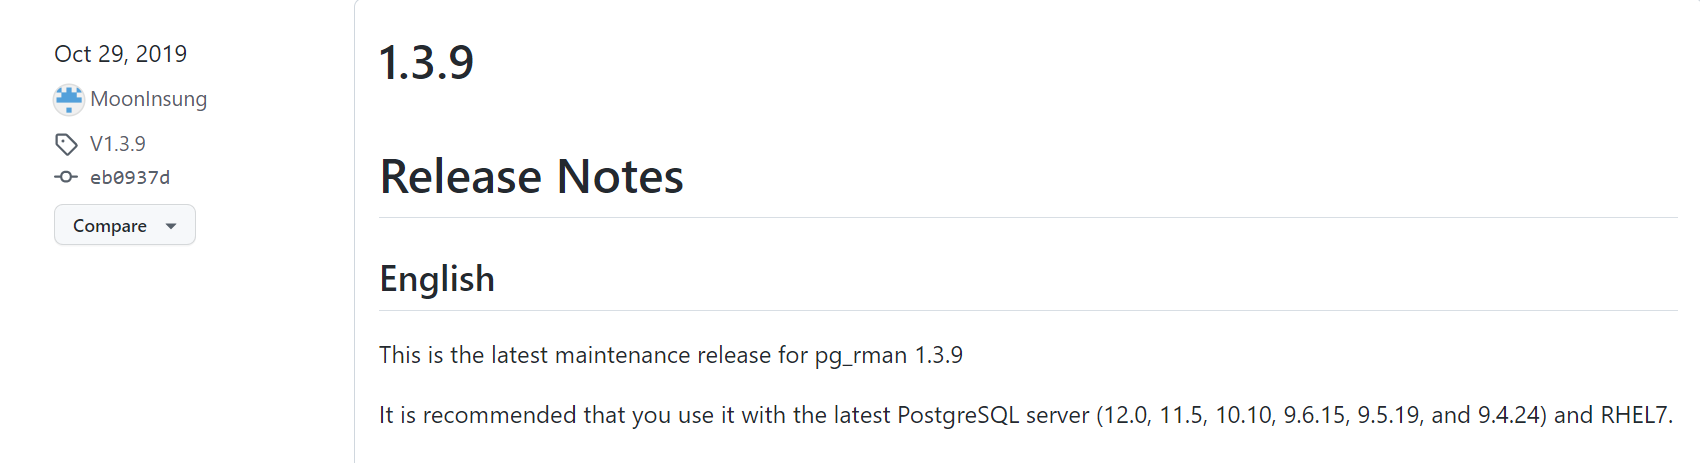 Oct 29, 2019
MoonInsung
V1.3.9
eb0937d
Compare
1.3.9
Release Notes
English
This is the latest maintenance release for pg_rman 1.3.9
It is recommended that you use it with the latest PostgreSQL server (12.0, 11.5, 10.10, 9.6.15, 9.5.19, and 9.4.24) and RHEL7.